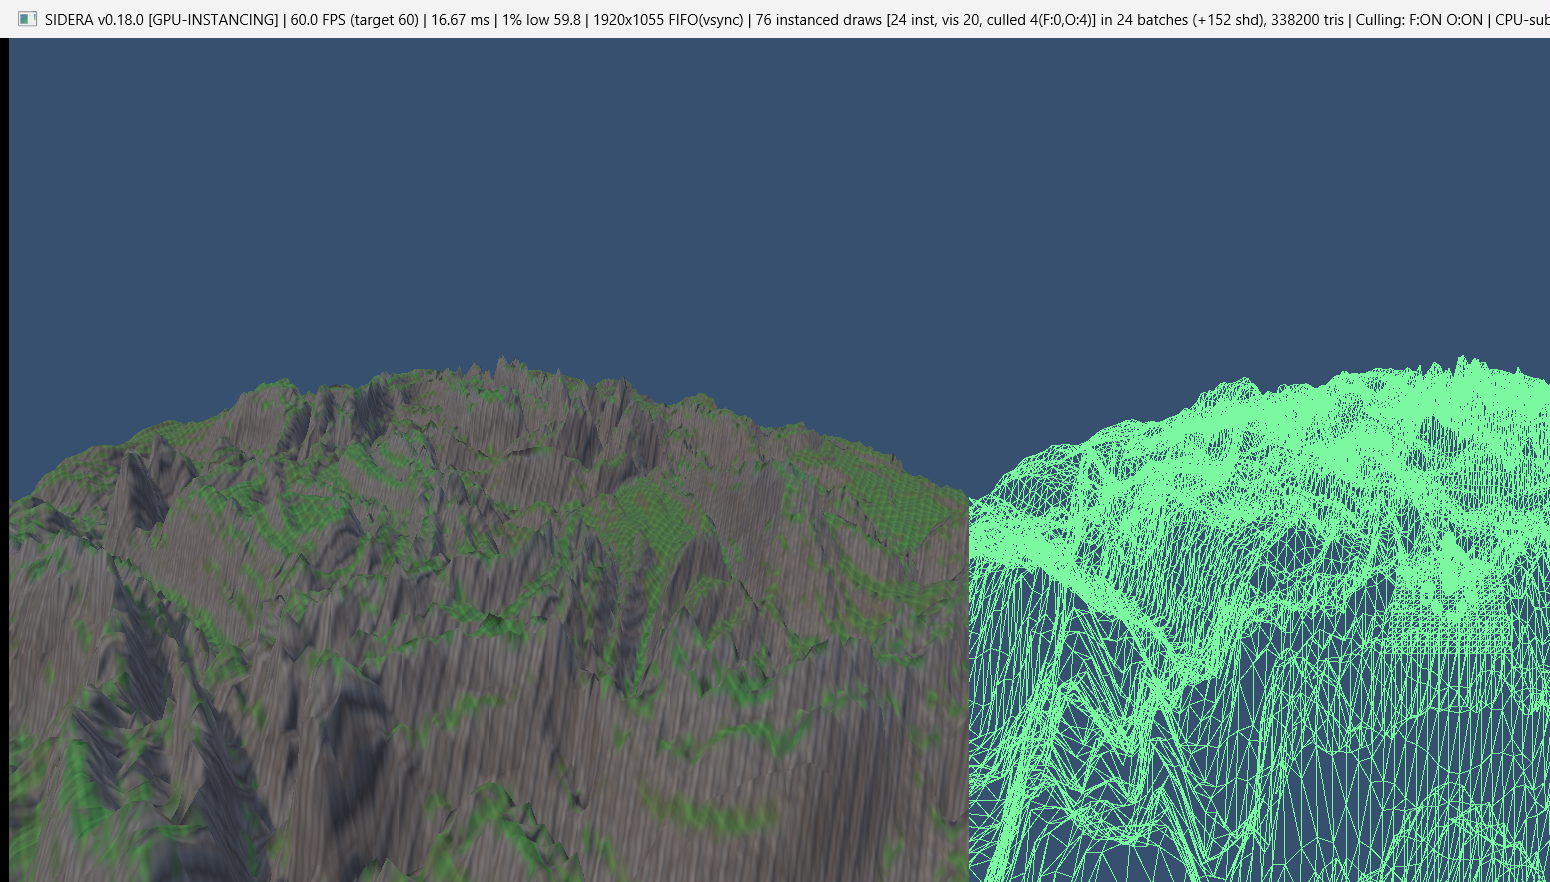 SIDERA v0.18.0 [GPU-INSTANCING] | 60.0 FPS (target 60) | 16.67 ms | 1% low 59.8 | 1920x1055 FIFO(vsync) | 76 instanced draws [24 inst, vis 20, culled 4(F:0,O:4)] in 24 batches (+152 shd), 338200 tris | Culling: F:ON O:ON | CPU-sub